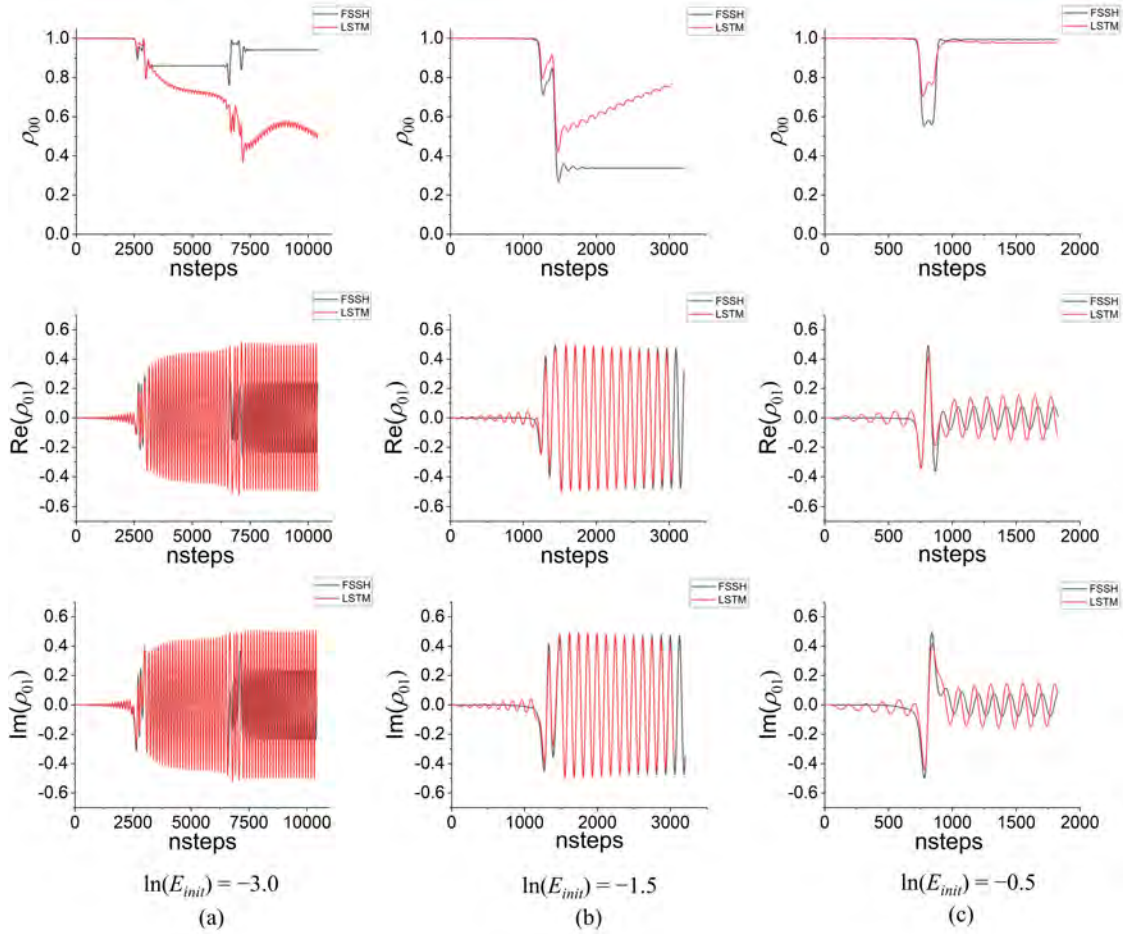 FSSH
LSTM
1.0
0.8
0.6
0.4
0.2
0.0
ρ00
0 2500 5000 7500 10000
nsteps
FSSH
LSTM
1.0
0.8
0.6
0.4
0.2
0.0
ρ00
0 1000 2000 3000
nsteps
FSSH
LSTM
1.0
0.8
0.6
0.4
0.2
0.0
ρ00
0 500 1000 1500 2000
nsteps
FSSH
LSTM
0.6
0.4
0.2
0.0
-0.2
-0.4
-0.6
Re(ρ01)
0 2500 5000 7500 10000
nsteps
FSSH
LSTM
0.6
0.4
0.2
0.0
-0.2
-0.4
-0.6
Re(ρ01)
0 1000 2000 3000
nsteps
FSSH
LSTM
0.6
0.4
0.2
0.0
-0.2
-0.4
-0.6
Re(ρ01)
0 500 1000 1500 2000
nsteps
FSSH
LSTM
0.6
0.4
0.2
0.0
-0.2
-0.4
-0.6
Im(ρ01)
0 2500 5000 7500 10000
nsteps
FSSH
LSTM
0.6
0.4
0.2
0.0
-0.2
-0.4
-0.6
Im(ρ01)
0 1000 2000 3000
nsteps
FSSH
LSTM
0.6
0.4
0.2
0.0
-0.2
-0.4
-0.6
Im(ρ01)
0 500 1000 1500 2000
nsteps
ln(Einit) = −3.0
(a)
ln(Einit) = −1.5
(b)
ln(Einit) = −0.5
(c)